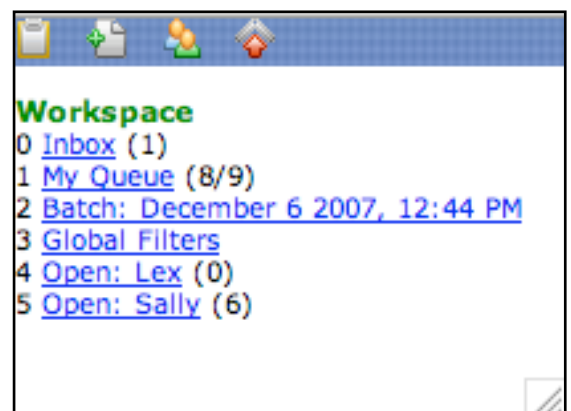 Workspace
0 Inbox (1)
1 My Queue (8/9)
2 Batch: December 6 2007, 12:44 PM
3 Global Filters
4 Open: Lex (0)
5 Open: Sally (6)